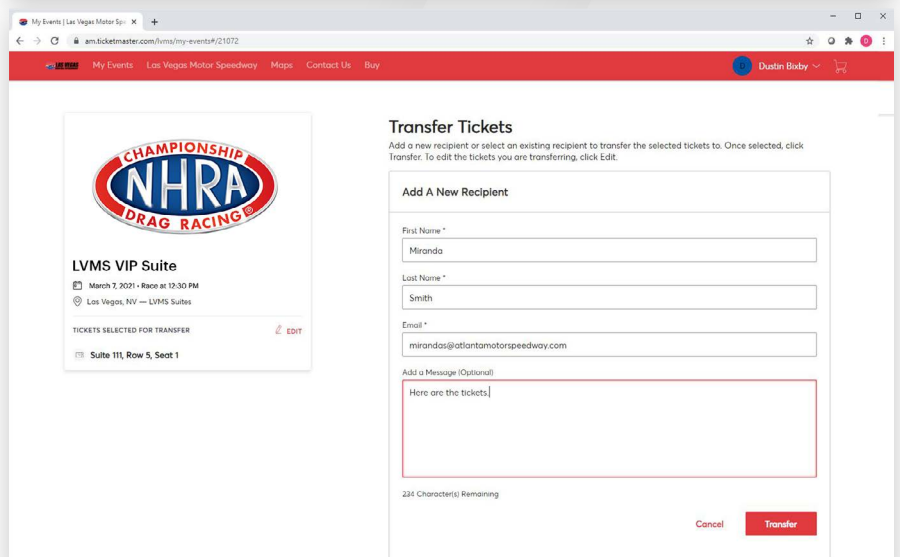 My Events | Las Vegas Motor Spe
am.ticketmaster.com/lvms/my-events#/21072
LAS VEGAS My Events Las Vegas Motor Speedway Maps Contact Us Buy
D Dustin Bixby
CHAMPIONSHIP
NHRA
DRAG RACING
LVMS VIP Suite
March 7, 2021 • Race at 12:30 PM
Las Vegas, NV — LVMS Suites
TICKETS SELECTED FOR TRANSFER EDIT
Suite 111, Row 5, Seat 1
Transfer Tickets
Add a new recipient or select an existing recipient to transfer the selected tickets to. Once selected, click
Transfer. To edit the tickets you are transferring, click Edit.
Add A New Recipient
First Name *
Miranda
Last Name *
Smith
Email *
mirandas@atlantamotorspeedway.com
Add a Message (Optional)
Here are the tickets.
234 Character(s) Remaining
Cancel Transfer